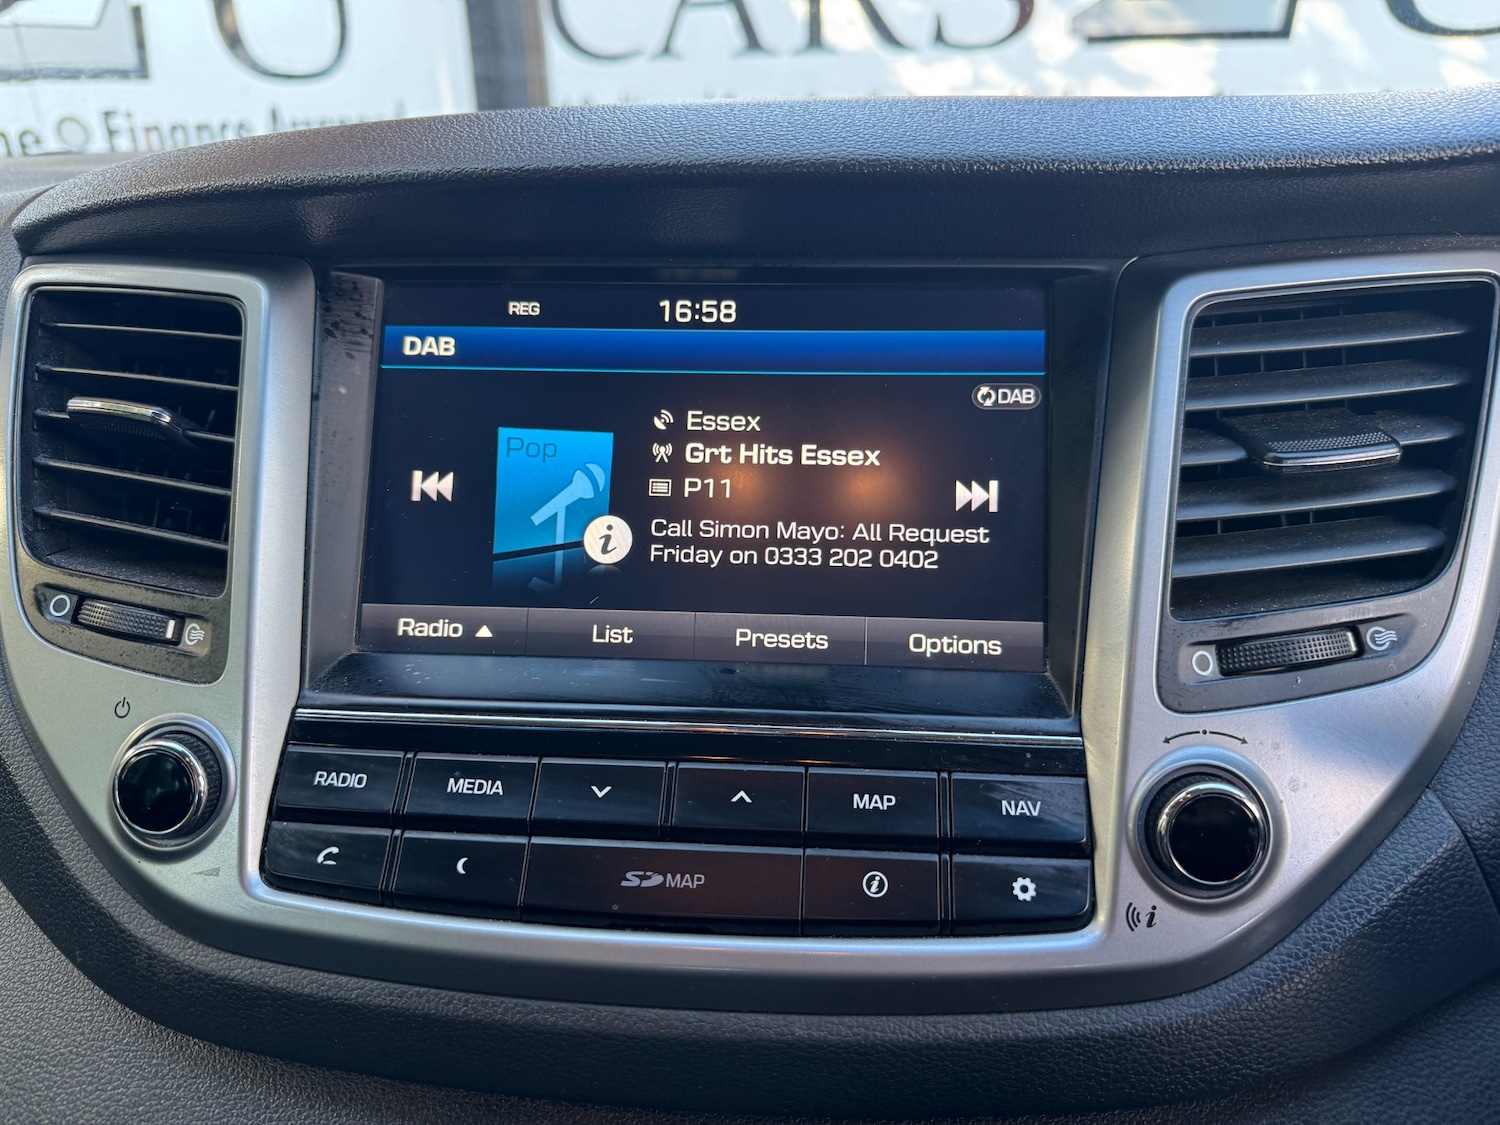 CARS
Finance
REG
16:58
DAB
DAB
Pop
Essex
Grt Hits Essex
P11
i
Call Simon Mayo: All Request
Friday on 0333 202 0402
Radio
List
Presets
Options
RADIO
MEDIA
MAP
NAV
SD MAP
i
i